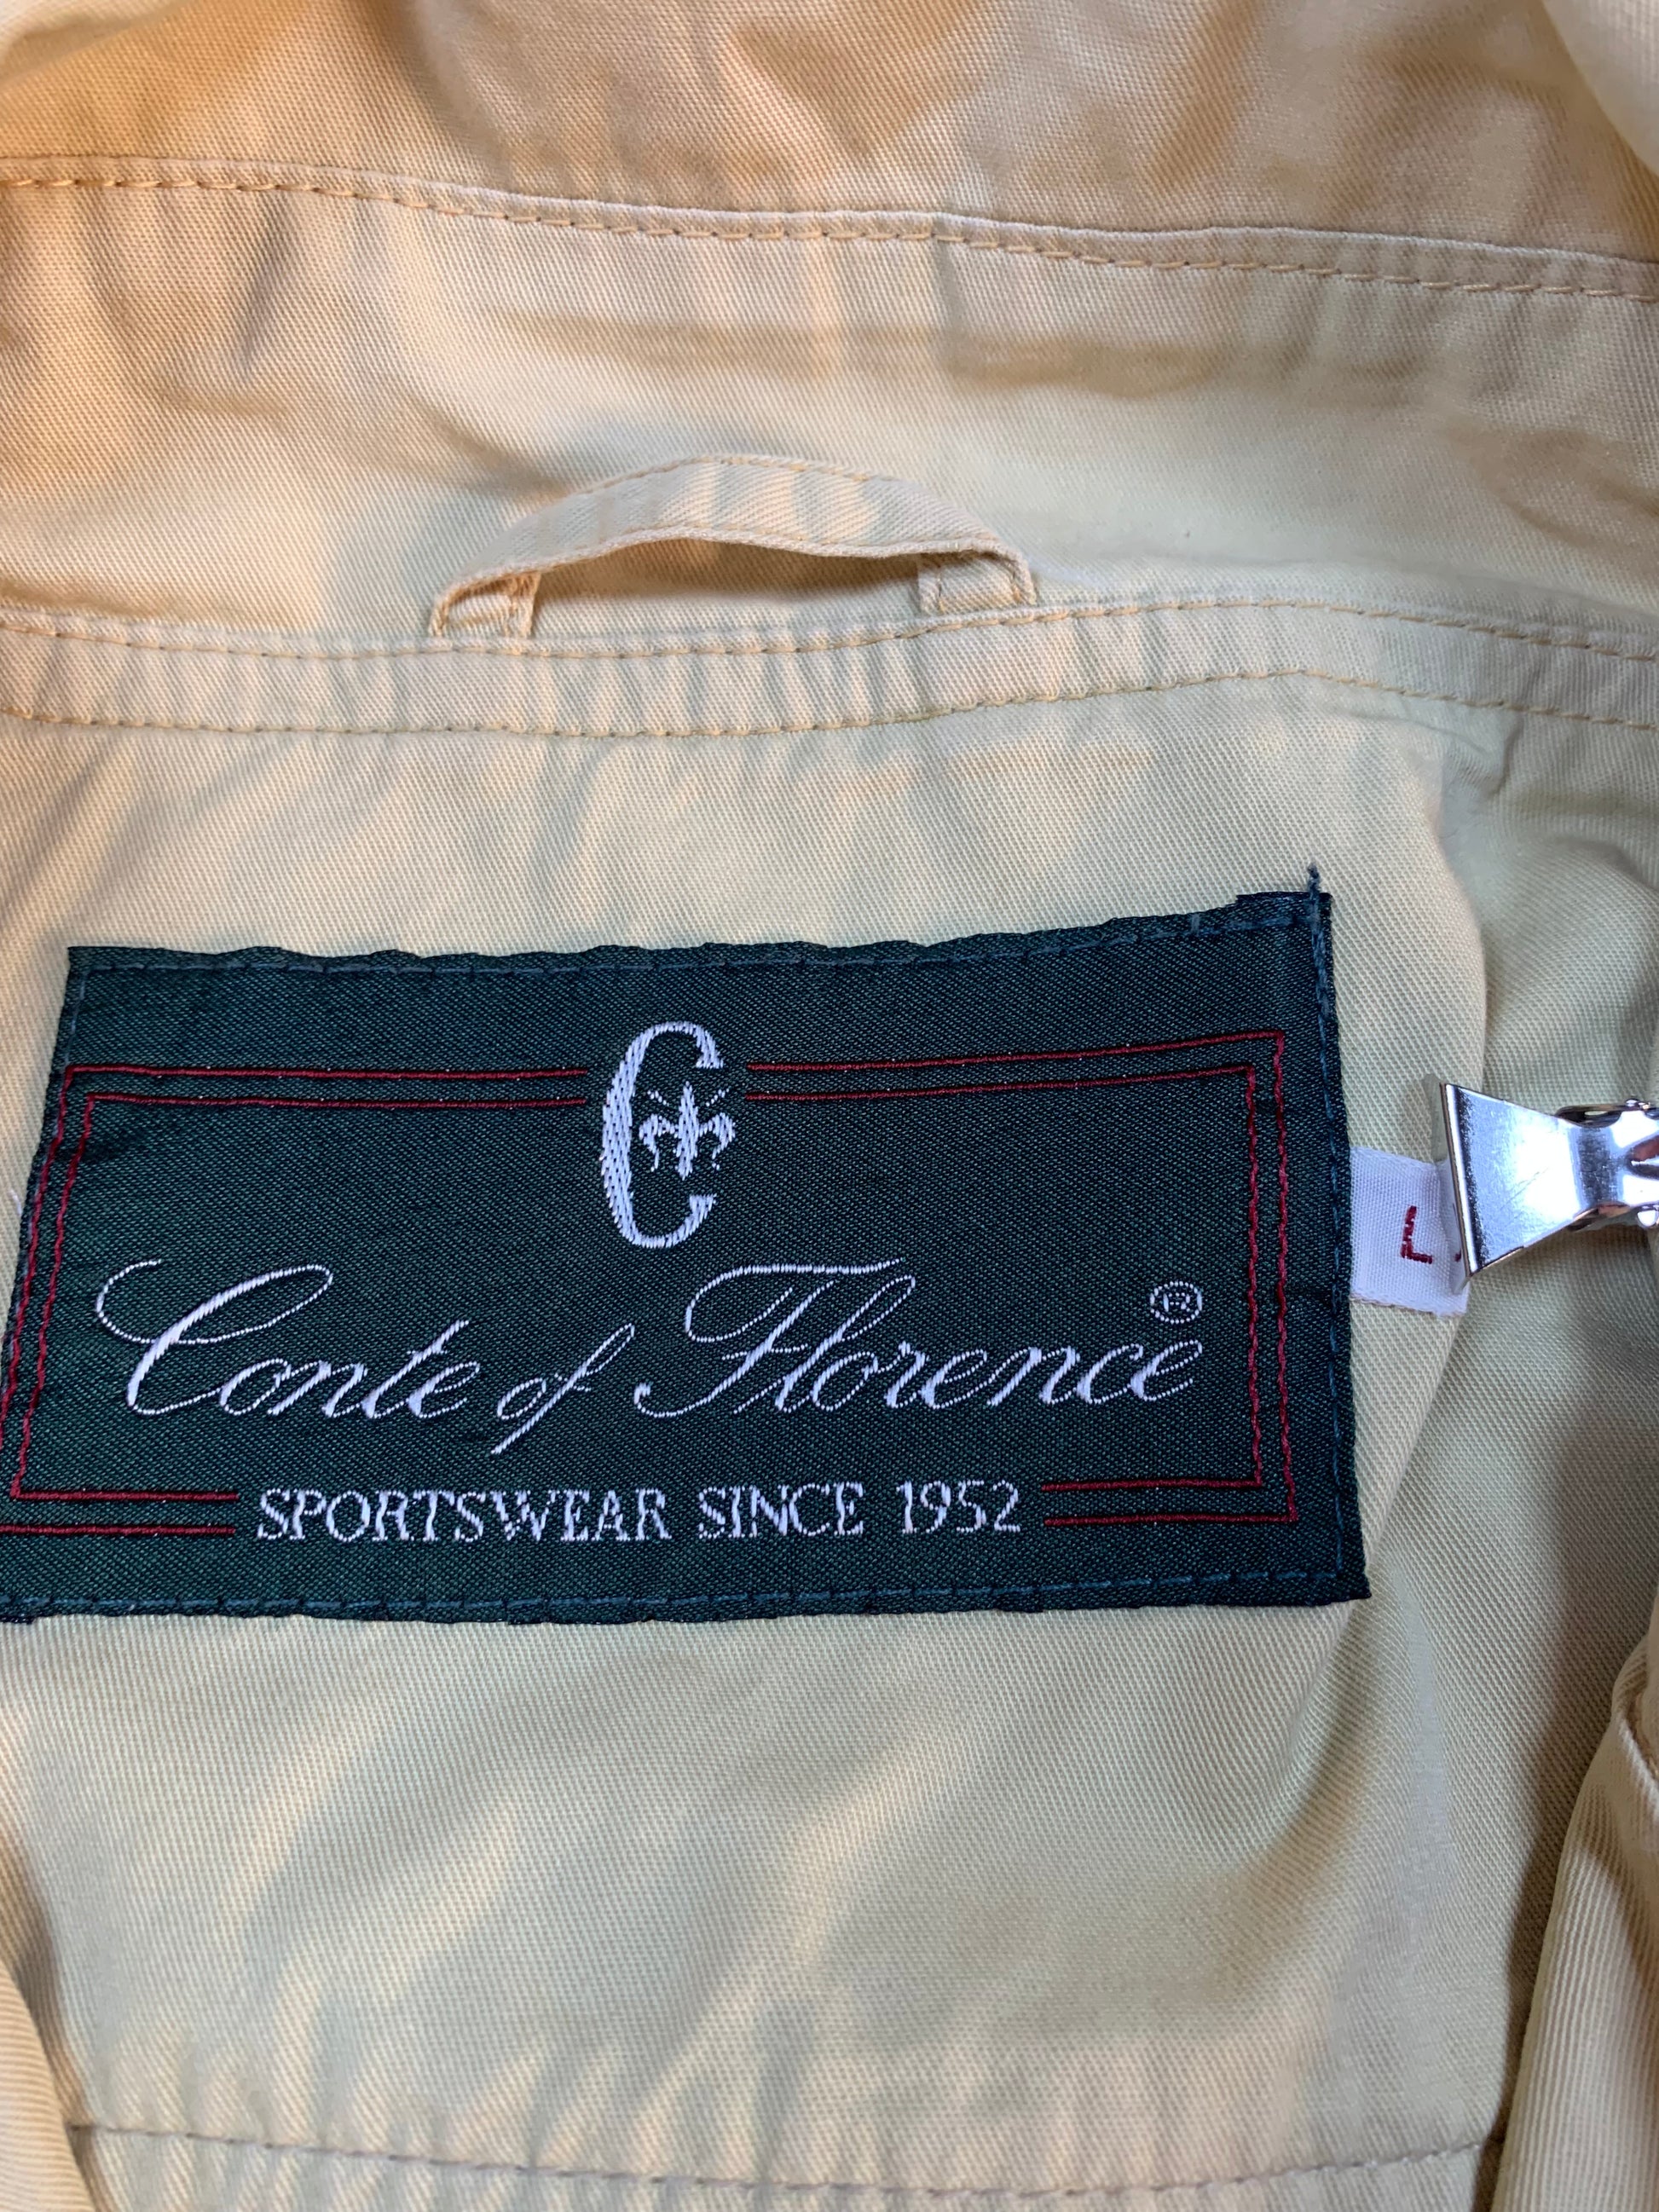 C
Conte of Florence ®
SPORTSWEAR SINCE 1952
L